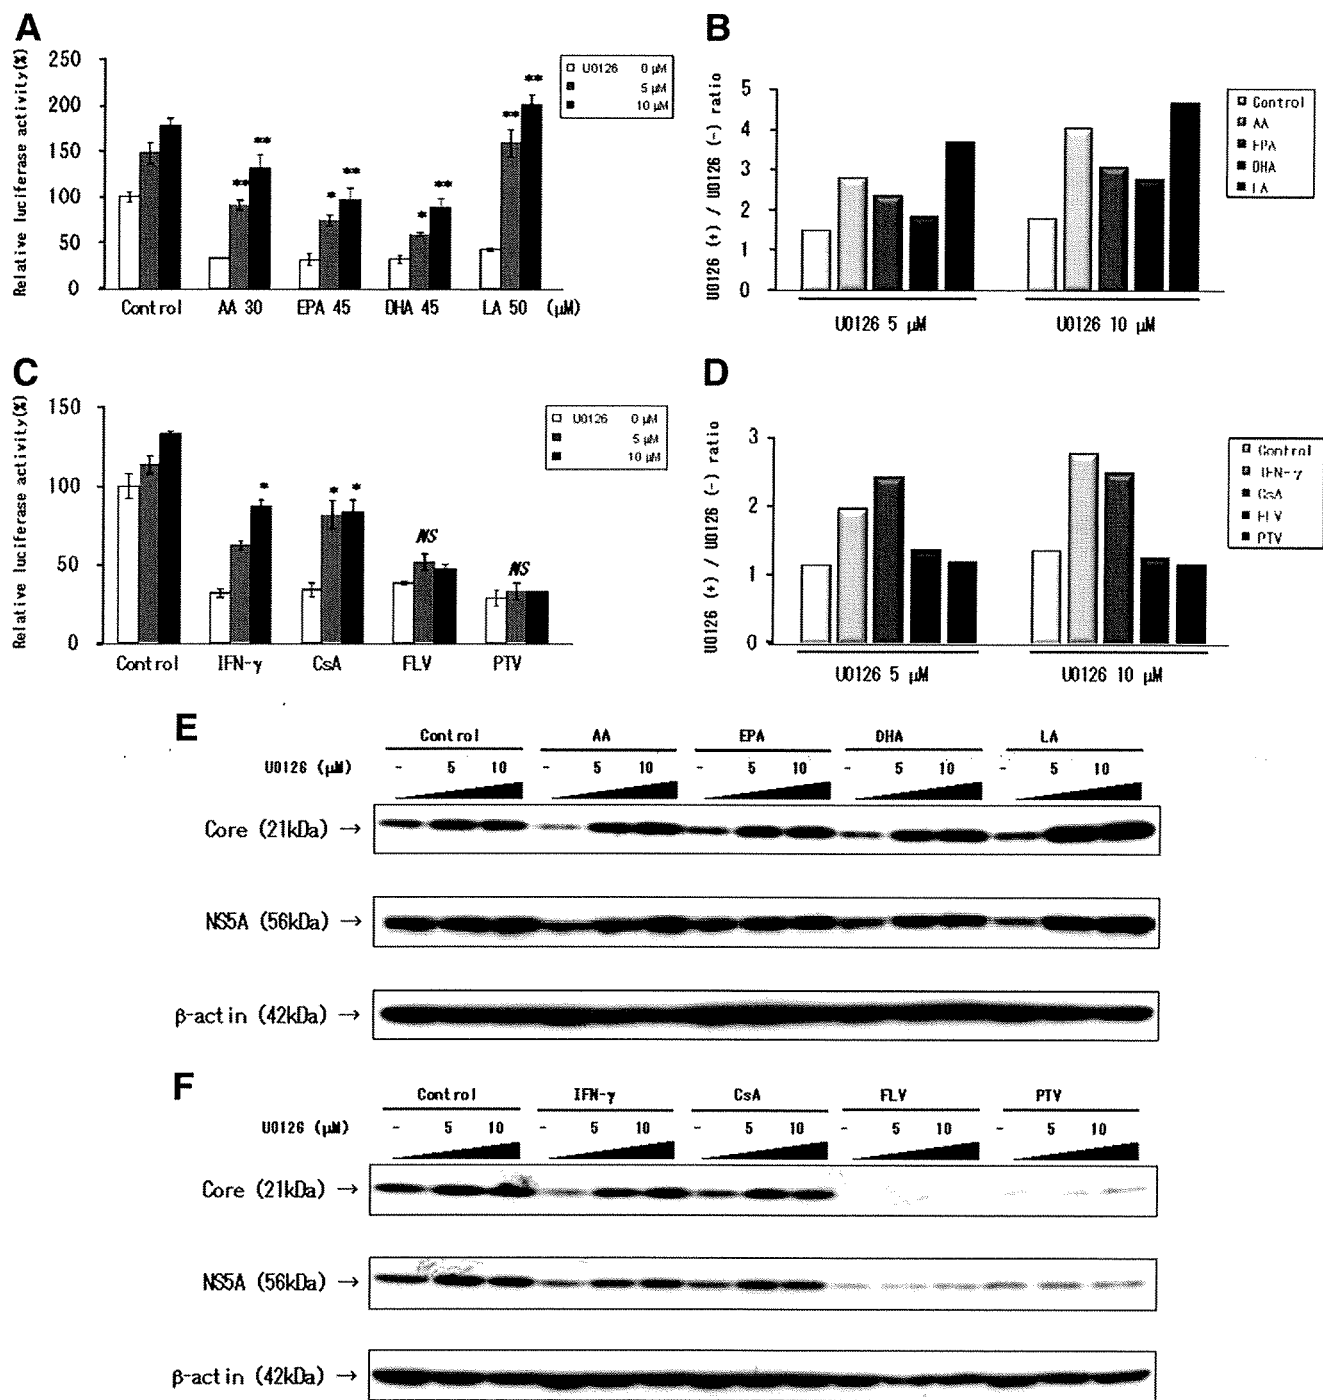 A
Relative luciferase activity(%)
250
200
150
100
50
0
** ** * ** * ** ** **
Control AA 30 EPA 45 DHA 45 LA 50 (μM)
U0126 0 μM
5 μM
10 μM
B
U0126 (+) / U0126 (-) ratio
5
4
3
2
1
0
U0126 5 μM U0126 10 μM
Control
AA
EPA
DHA
LA
C
Relative luciferase activity(%)
150
100
50
0
* * * NS NS
Control IFN-γ CsA FLV PTV
U0126 0 μM
5 μM
10 μM
D
U0126 (+) / U0126 (-) ratio
3
2
1
0
U0126 5 μM U0126 10 μM
Control
IFN-γ
CsA
FLV
PTV
E
Control AA EPA DHA LA
U0126 (μM) - 5 10 - 5 10 - 5 10 - 5 10 - 5 10
Core (21kDa) →
NS5A (56kDa) →
β-actin (42kDa) →
F
Control IFN-γ CsA FLV PTV
U0126 (μM) - 5 10 - 5 10 - 5 10 - 5 10 - 5 10
Core (21kDa) →
NS5A (56kDa) →
β-actin (42kDa) →